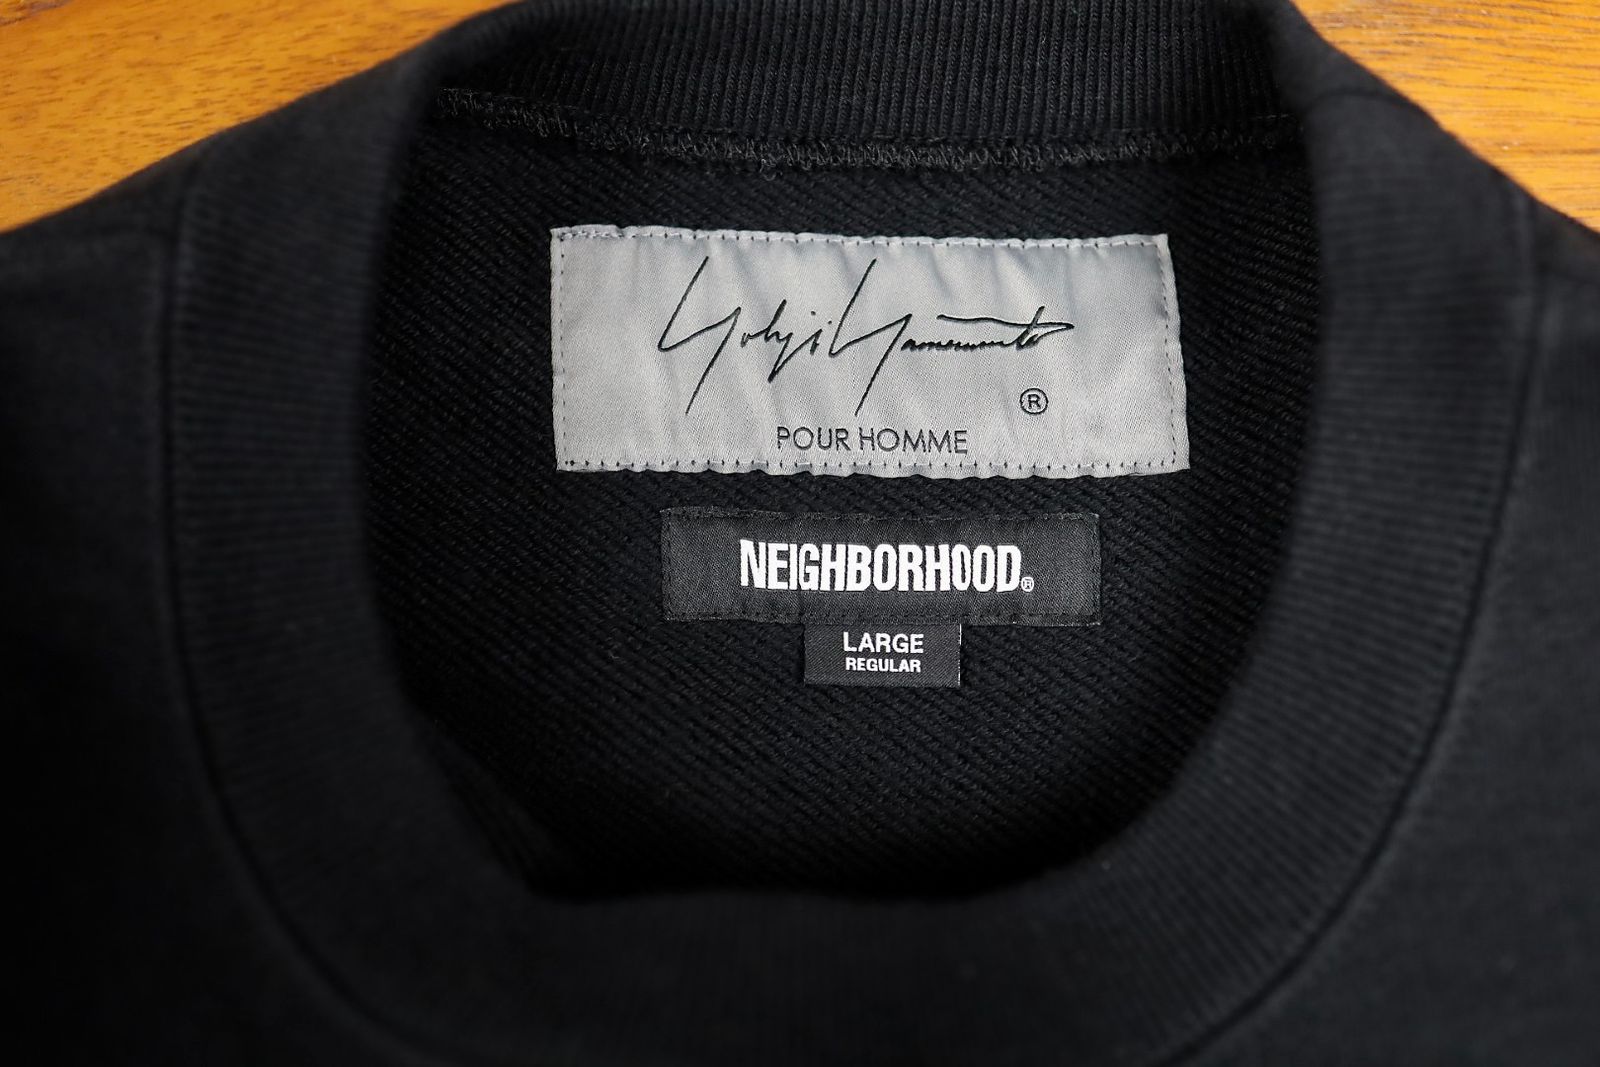 Yohji Yamamoto
®
POUR HOMME
NEIGHBORHOOD®
LARGE
REGULAR